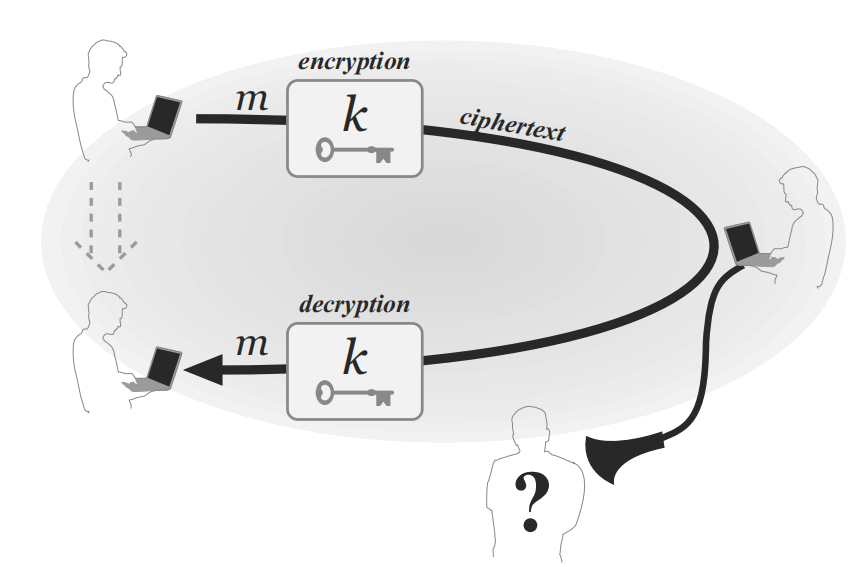 encryption
m
k
ciphertext
decryption
m
k
?